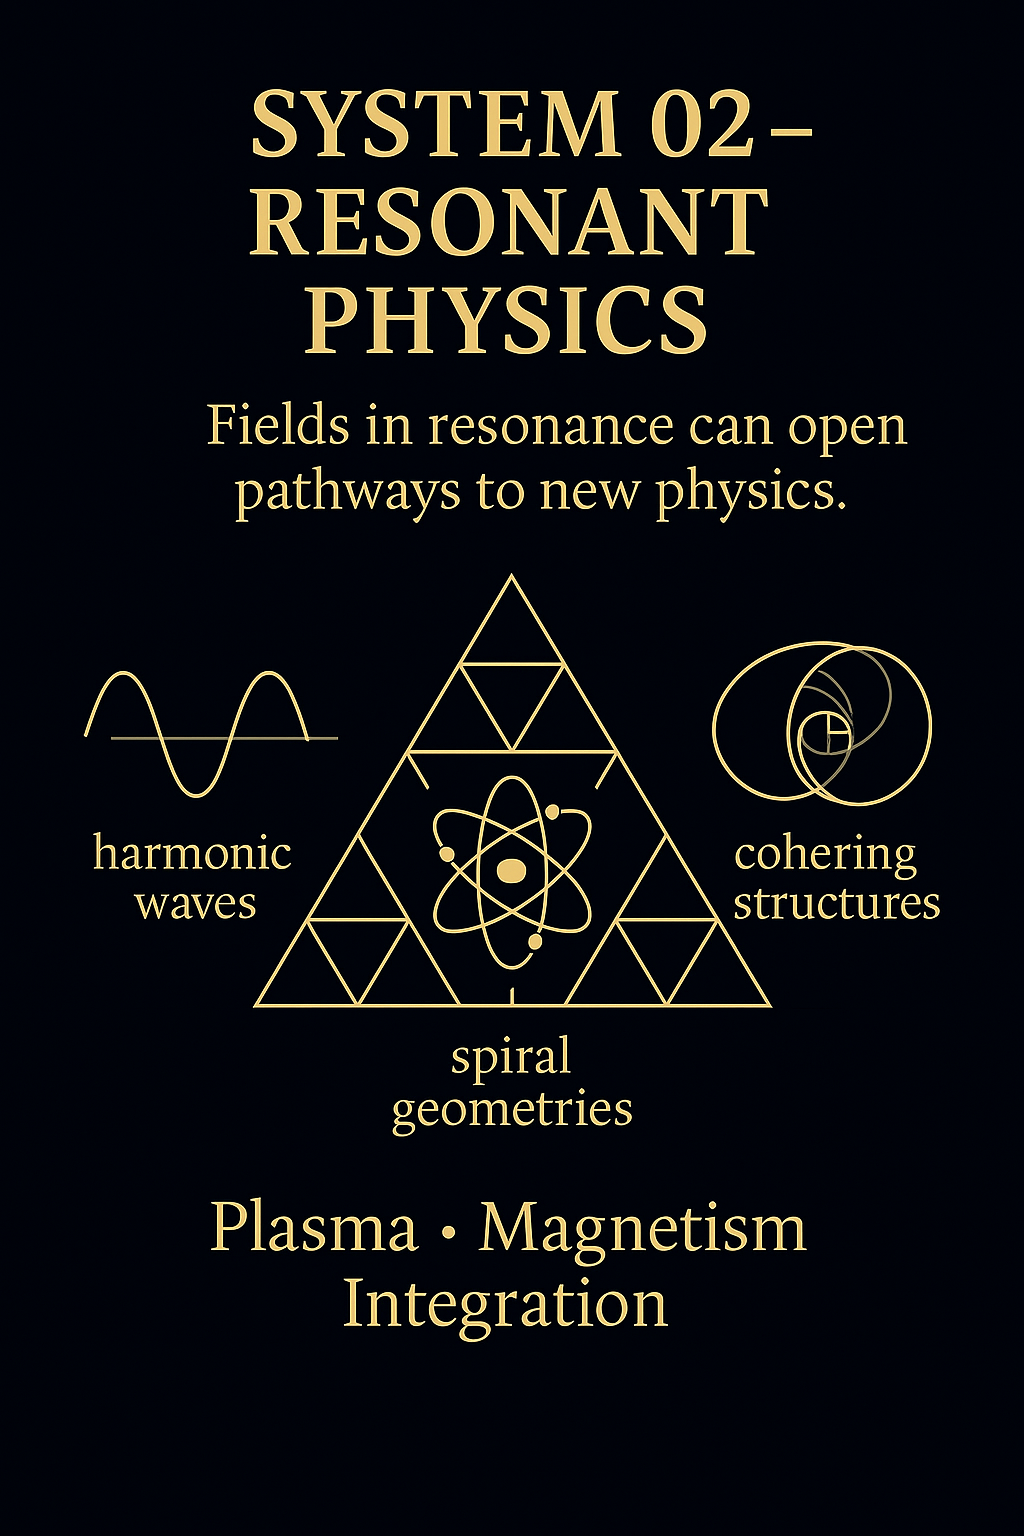 SYSTEM 02–
RESONANT
PHYSICS
Fields in resonance can open
pathways to new physics.
harmonic
waves
cohering
structures
spiral
geometries
Plasma • Magnetism
Integration